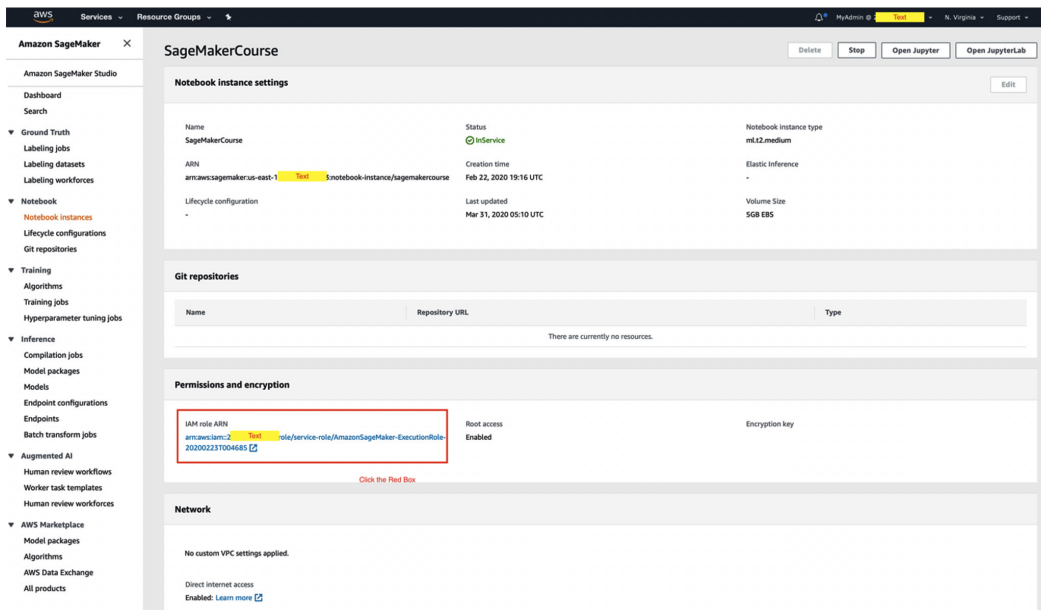 aws Services Resource Groups MyAdmin @ 2 Text N. Virginia Support
Amazon SageMaker
Amazon SageMaker Studio
Dashboard
Search
Ground Truth
Labeling jobs
Labeling datasets
Labeling workforces
Notebook
Notebook instances
Lifecycle configurations
Git repositories
Training
Algorithms
Training jobs
Hyperparameter tuning jobs
Inference
Compilation jobs
Model packages
Models
Endpoint configurations
Endpoints
Batch transform jobs
Augmented AI
Human review workflows
Worker task templates
Human review workforces
AWS Marketplace
Model packages
Algorithms
AWS Data Exchange
All products
SageMakerCourse
Delete Stop Open Jupyter Open JupyterLab
Notebook instance settings
Edit
Name
SageMakerCourse
Status
InService
Notebook instance type
ml.t2.medium
ARN
arn:aws:sagemaker:us-east-1 Text :notebook-instance/sagemakercourse
Creation time
Feb 22, 2020 19:16 UTC
Elastic Inference
-
Lifecycle configuration
-
Last updated
Mar 31, 2020 05:10 UTC
Volume Size
5GB EBS
Git repositories
Name Repository URL Type
There are currently no resources.
Permissions and encryption
IAM role ARN
arn:aws:iam::2 Text role/service-role/AmazonSageMaker-ExecutionRole-
20200223T004685
Root access
Enabled
Encryption key
Click the Red Box
Network
No custom VPC settings applied.
Direct internet access
Enabled: Learn more